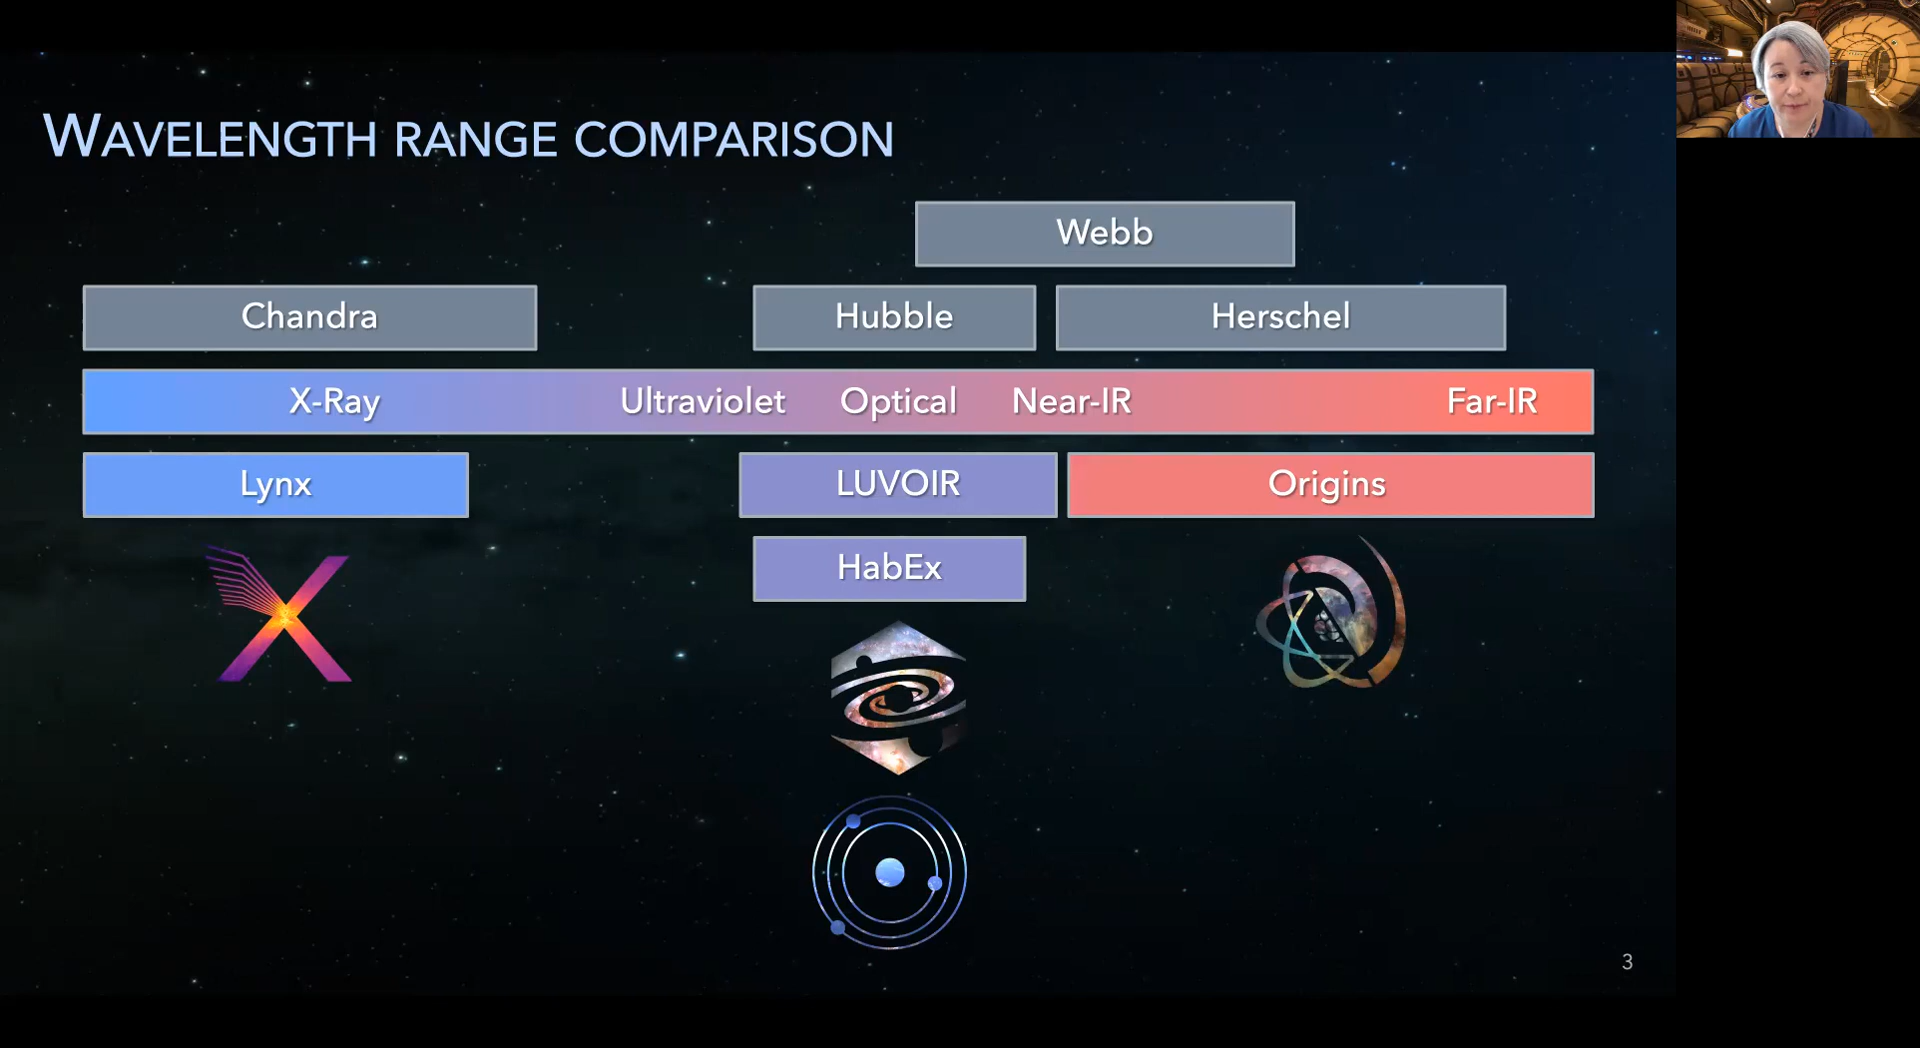 WAVELENGTH RANGE COMPARISON
Webb
Chandra
Hubble
Herschel
X-Ray
Ultraviolet
Optical
Near-IR
Far-IR
Lynx
LUVOIR
Origins
HabEx
3